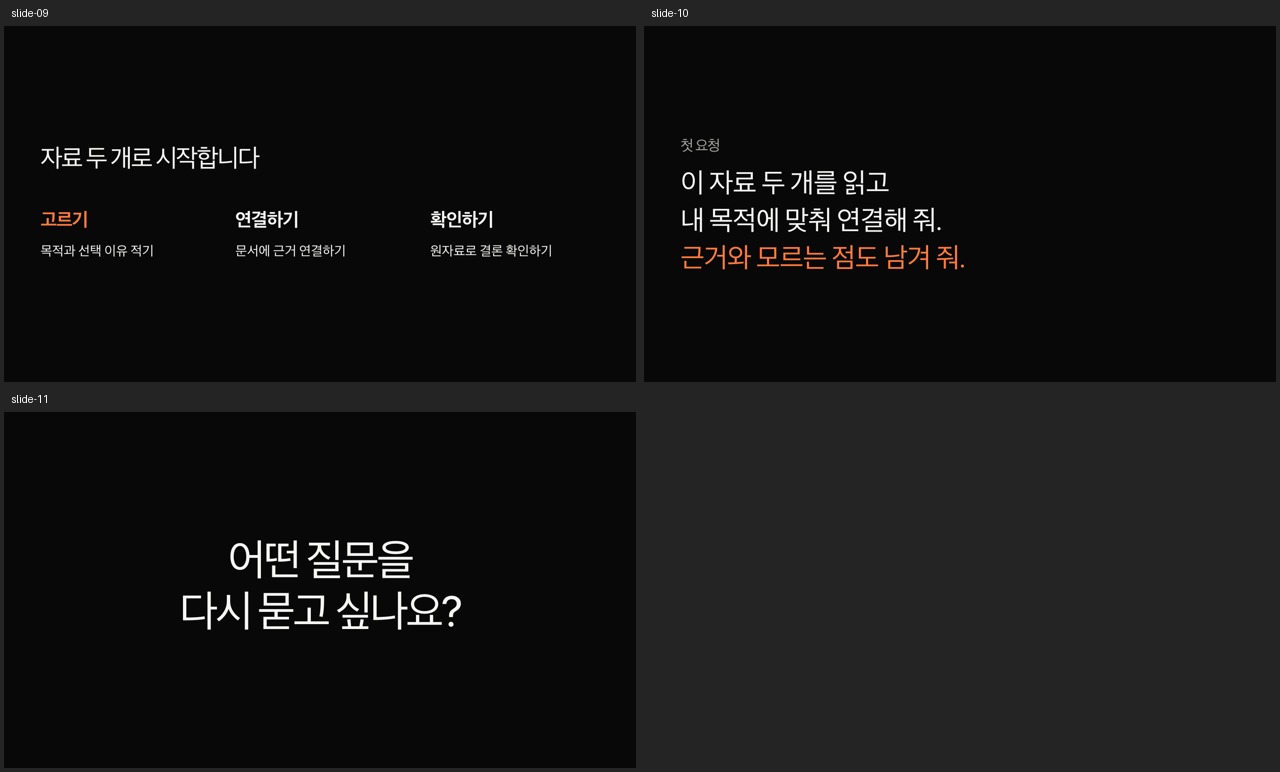 slide-09
자료 두 개로 시작합니다
고르기
목적과 선택 이유 적기
연결하기
문서에 근거 연결하기
확인하기
원자료로 결론 확인하기
slide-10
첫 요청
이 자료 두 개를 읽고
내 목적에 맞춰 연결해 줘.
근거와 모르는 점도 남겨 줘.
slide-11
어떤 질문을
다시 묻고 싶나요?